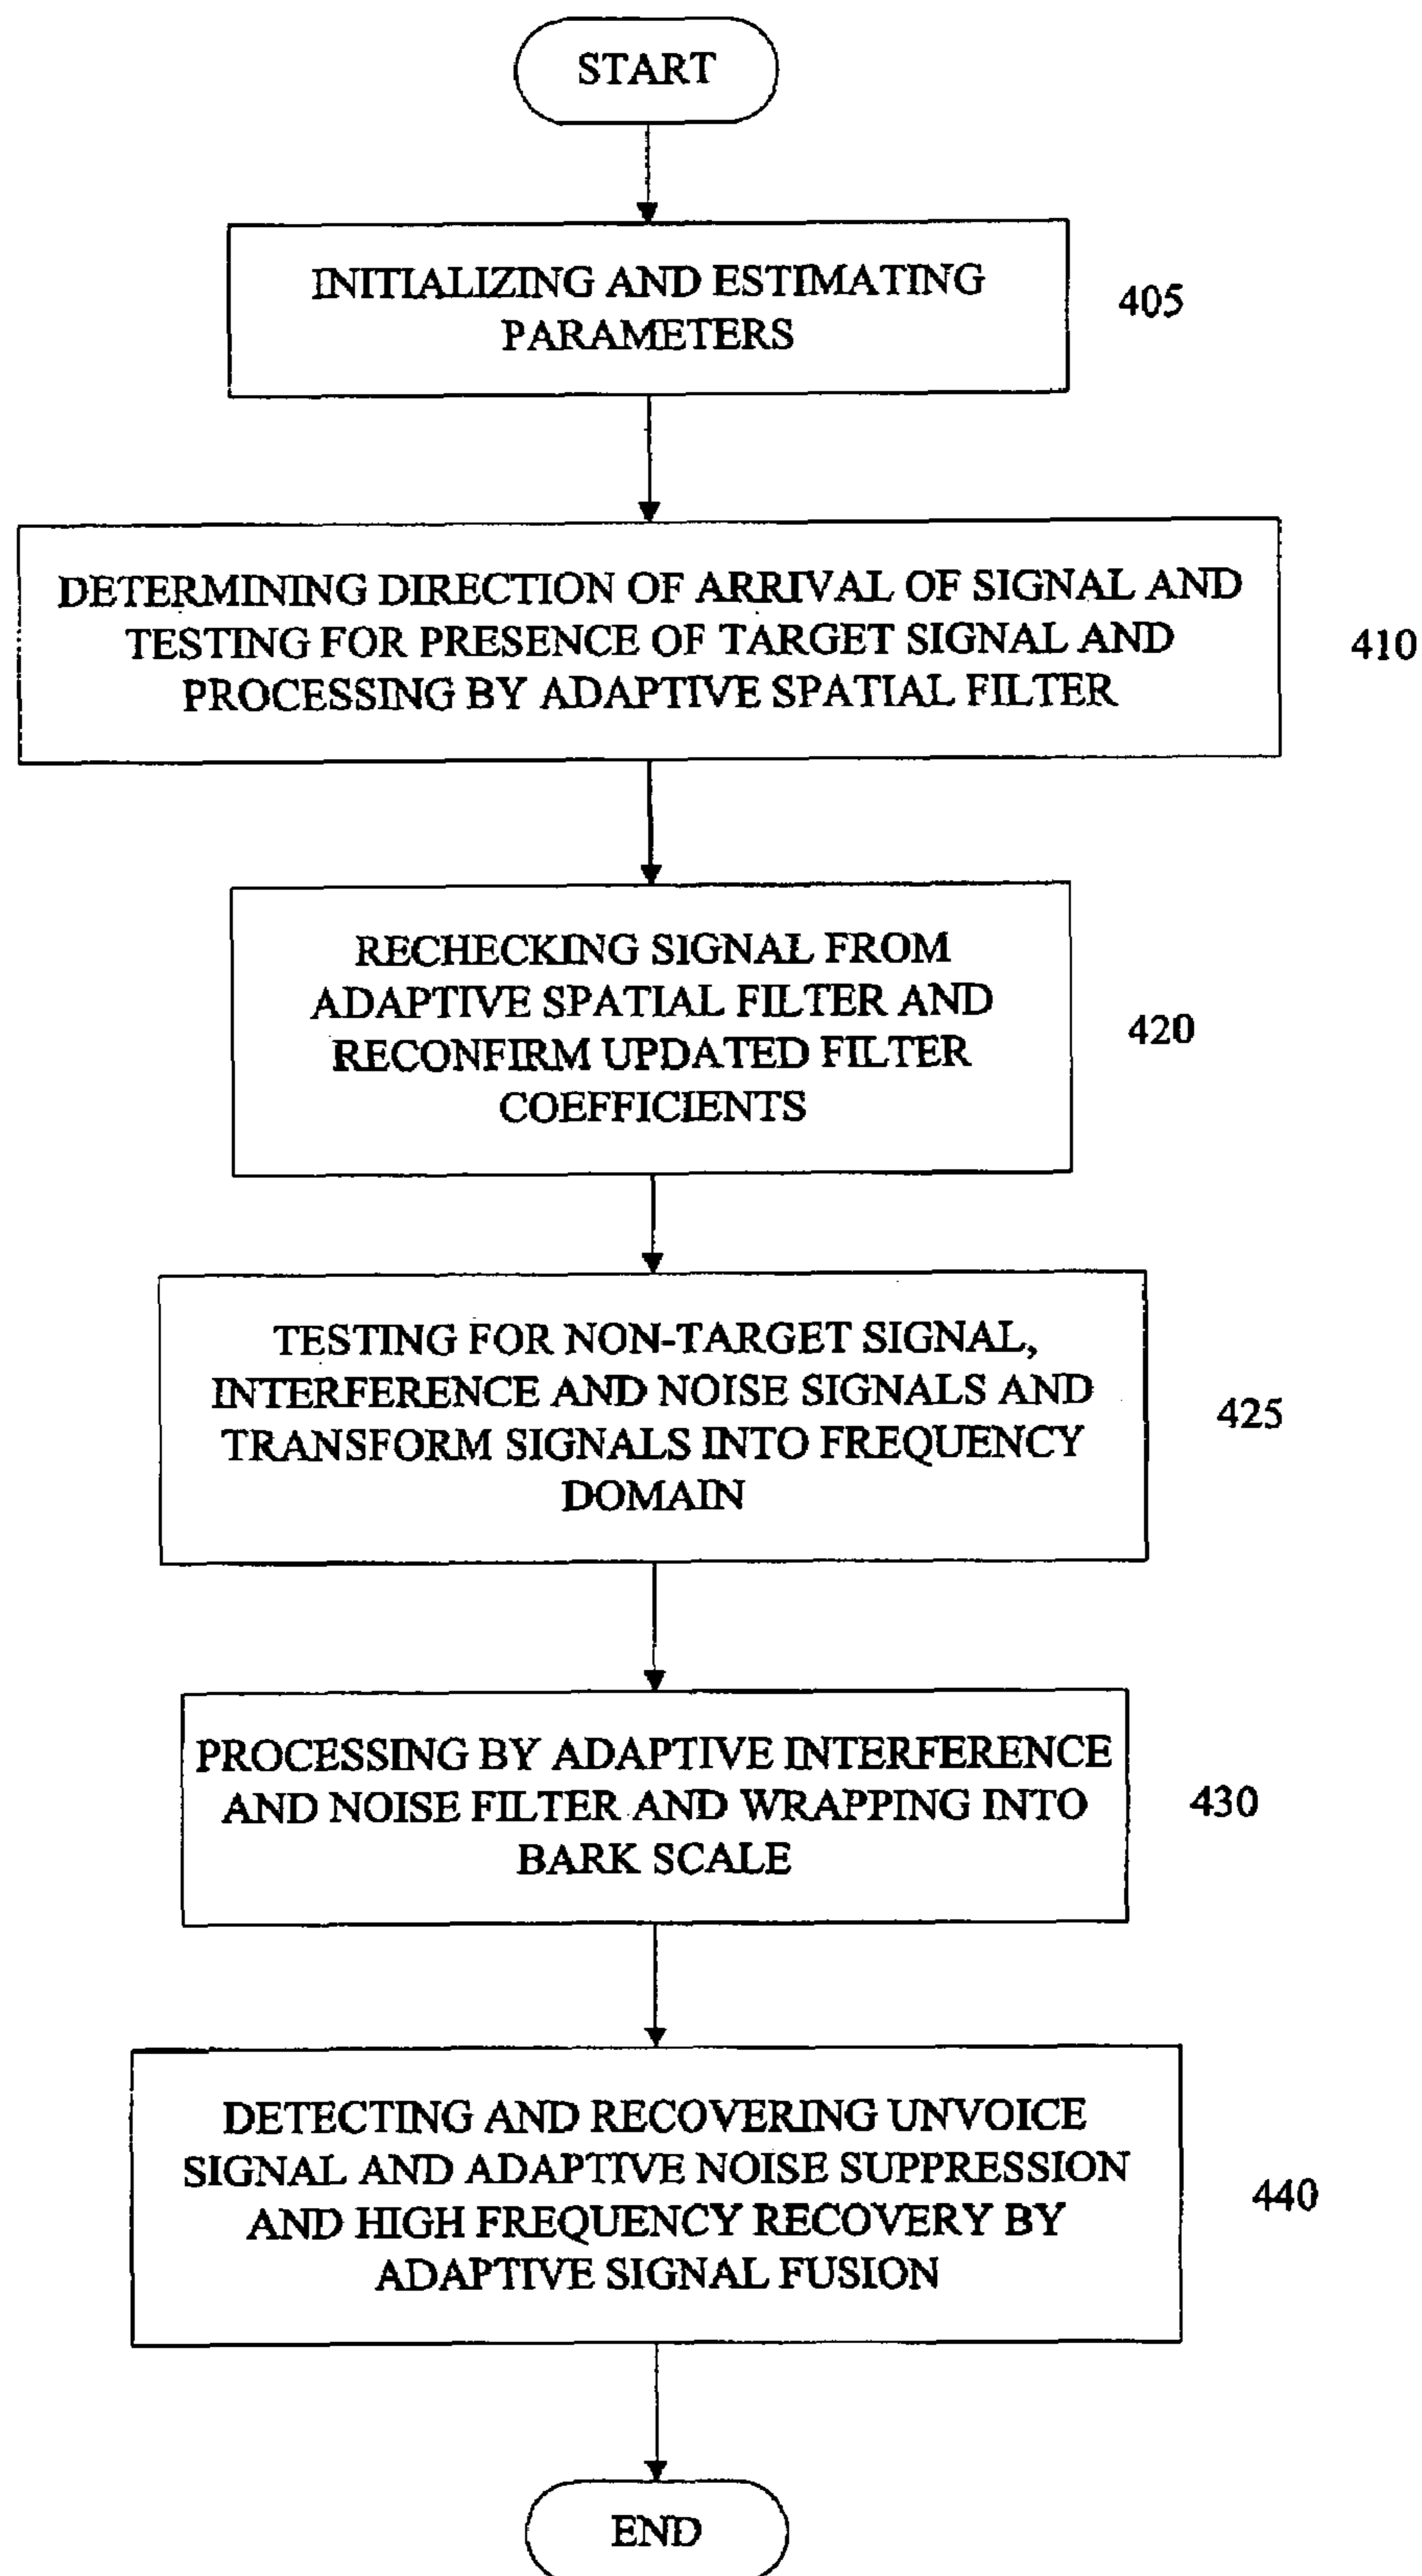 START
INITIALIZING AND ESTIMATING
PARAMETERS
405
DETERMINING DIRECTION OF ARRIVAL OF SIGNAL AND
TESTING FOR PRESENCE OF TARGET SIGNAL AND
PROCESSING BY ADAPTIVE SPATIAL FILTER
410
RECHECKING SIGNAL FROM
ADAPTIVE SPATIAL FILTER AND
RECONFIRM UPDATED FILTER
COEFFICIENTS
420
TESTING FOR NON-TARGET SIGNAL,
INTERFERENCE AND NOISE SIGNALS AND
TRANSFORM SIGNALS INTO FREQUENCY
DOMAIN
425
PROCESSING BY ADAPTIVE INTERFERENCE
AND NOISE FILTER AND WRAPPING INTO
BARK SCALE
430
DETECTING AND RECOVERING UNVOICE
SIGNAL AND ADAPTIVE NOISE SUPPRESSION
AND HIGH FREQUENCY RECOVERY BY
ADAPTIVE SIGNAL FUSION
440
END